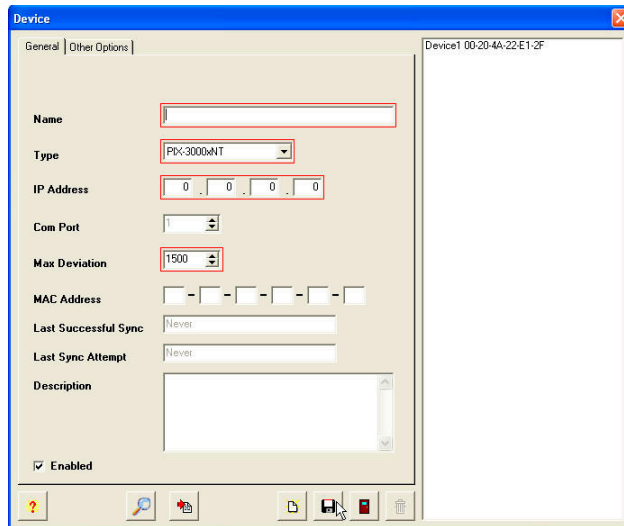 Device
General Other Options
Device1 00-20-4A-22-E1-2F
Name
Type PIX-3000xNT
IP Address 0 . 0 . 0 . 0
Com Port 1
Max Deviation 1500
MAC Address - - - - -
Last Successful Sync Never
Last Sync Attempt Never
Description
Enabled
?